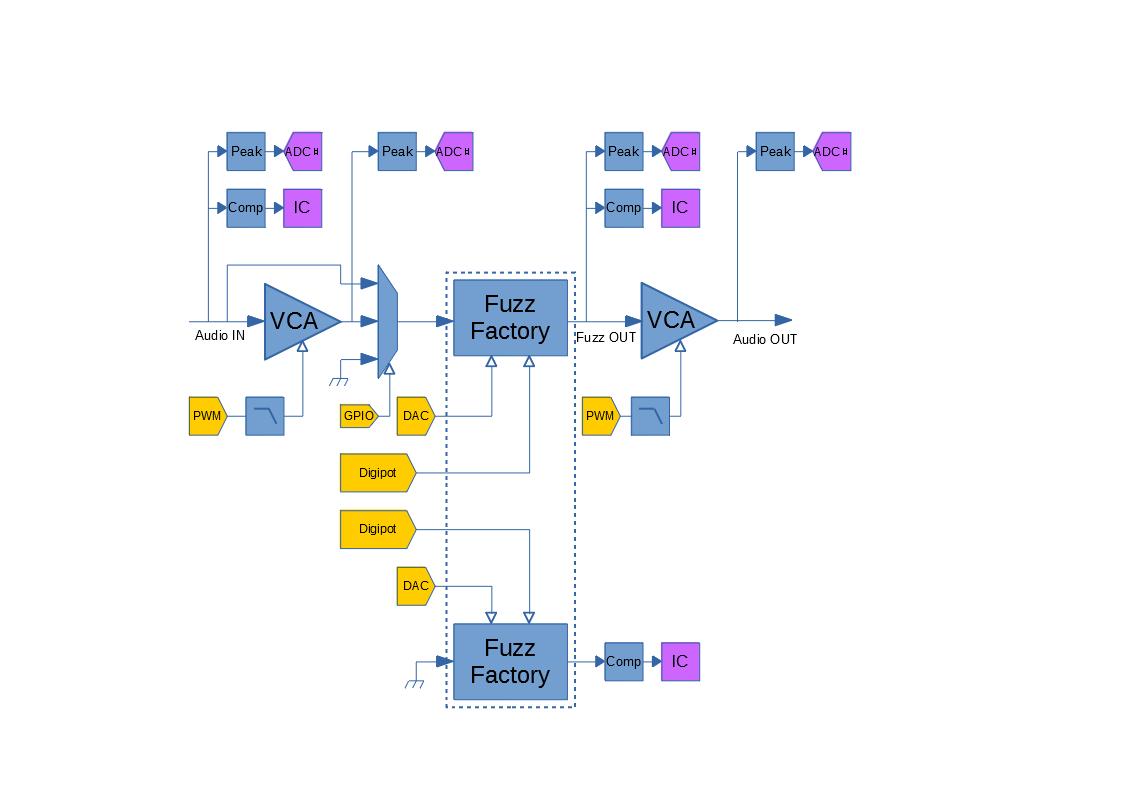 Peak
ADC
Peak
ADC
Peak
ADC
Peak
ADC
Comp
IC
Comp
IC
VCA
Fuzz
Factory
VCA
Audio IN
Fuzz OUT
Audio OUT
PWM
GPIO
DAC
PWM
Digipot
Digipot
DAC
Fuzz
Factory
Comp
IC